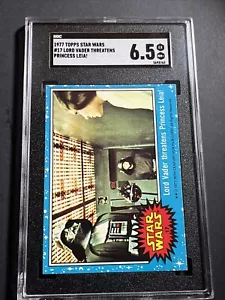 SGC
1977 TOPPS STAR WARS
#17 LORD VADER THREATENS
PRINCESS LEIA!
6.5
Lord Vader threatens Princess Leia!
STAR
WARS